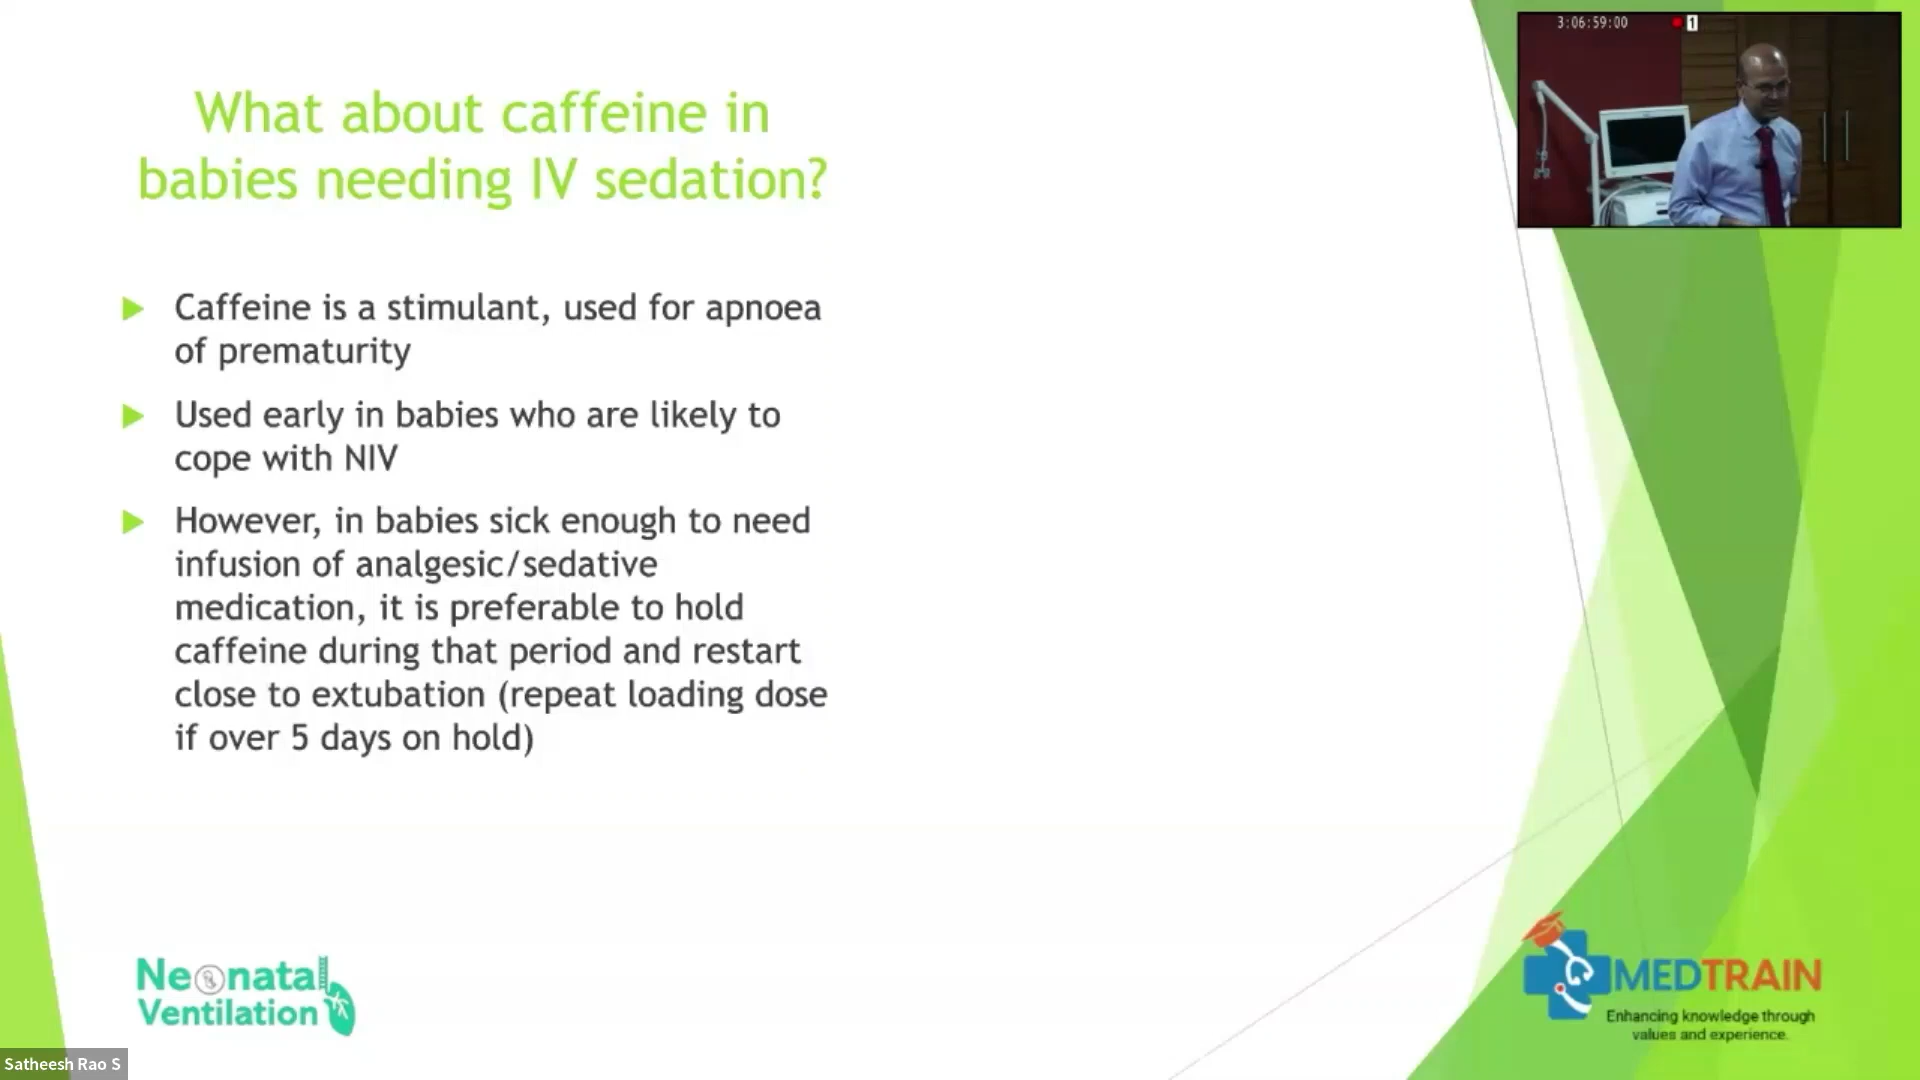 3:06:59:00 1
What about caffeine in
babies needing IV sedation?
Caffeine is a stimulant, used for apnoea
of prematurity
Used early in babies who are likely to
cope with NIV
However, in babies sick enough to need
infusion of analgesic/sedative
medication, it is preferable to hold
caffeine during that period and restart
close to extubation (repeat loading dose
if over 5 days on hold)
Neonatal
Ventilation
MEDTRAIN
Enhancing knowledge through
values and experience.
Satheesh Rao S